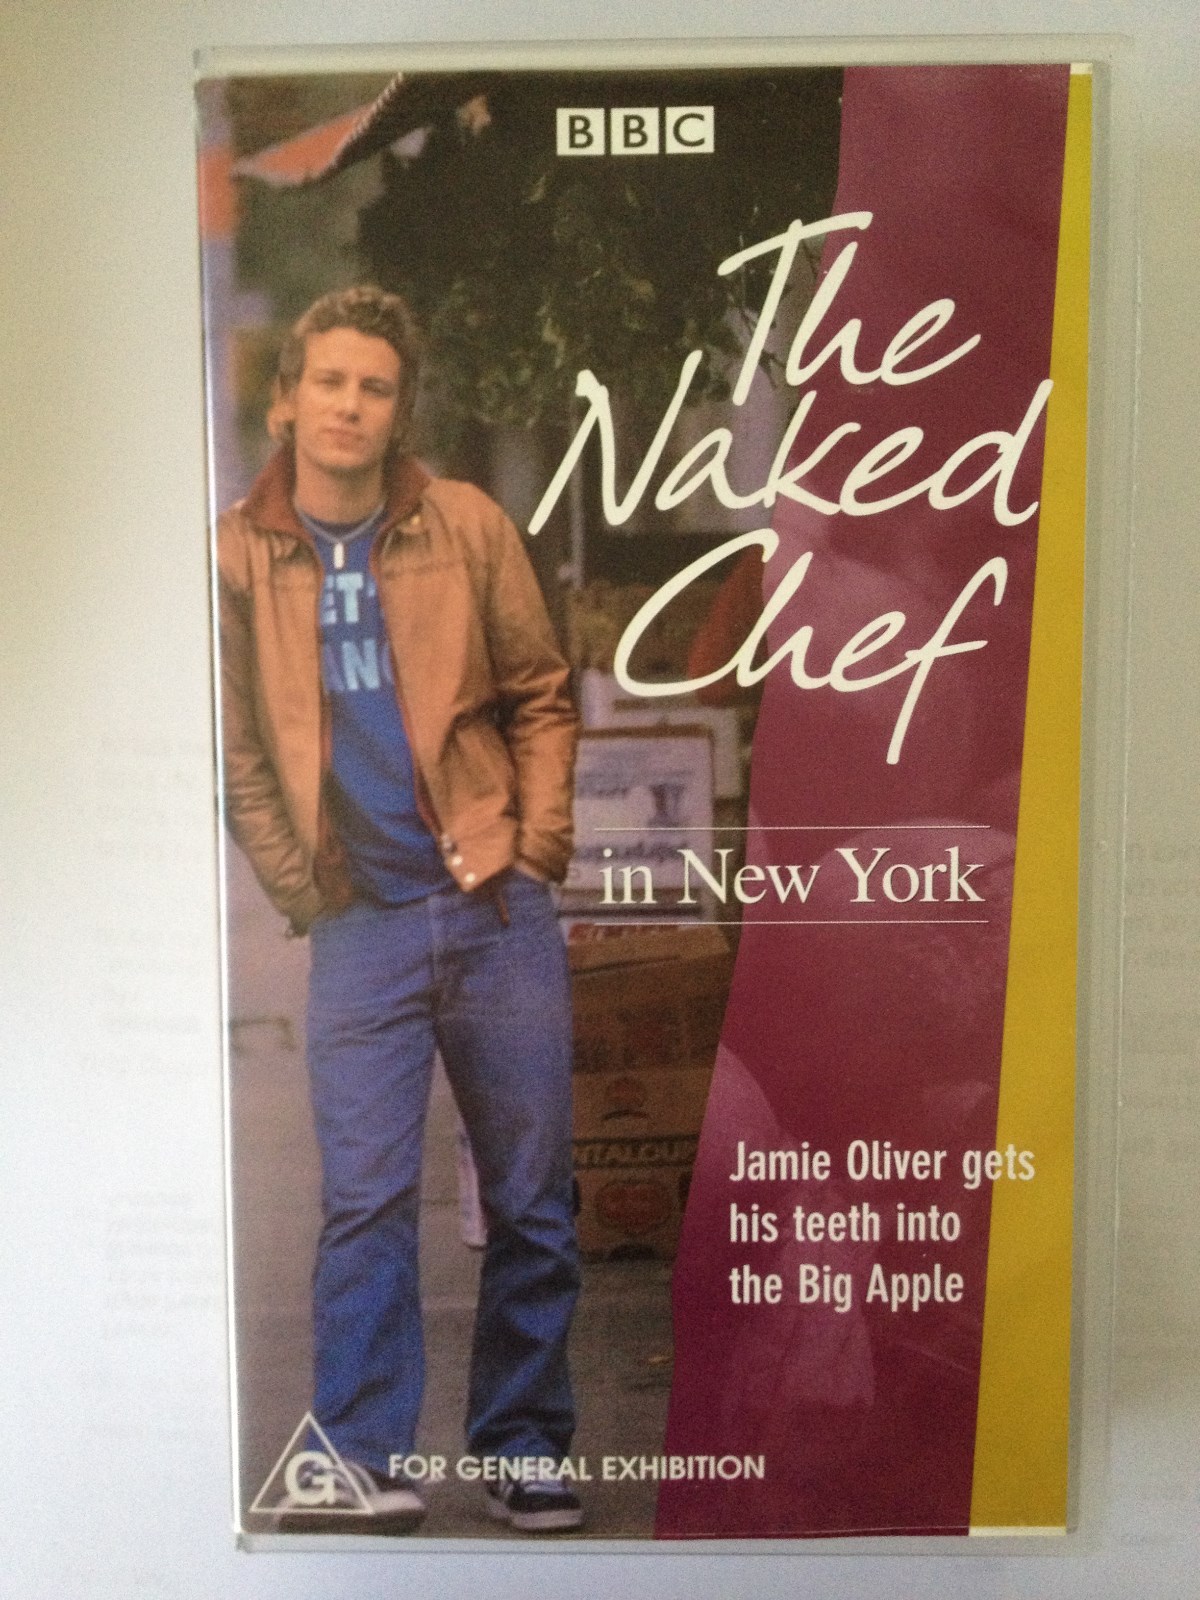 BBC
The
Naked
Chef
in New York
Jamie Oliver gets
his teeth into
the Big Apple
G
FOR GENERAL EXHIBITION